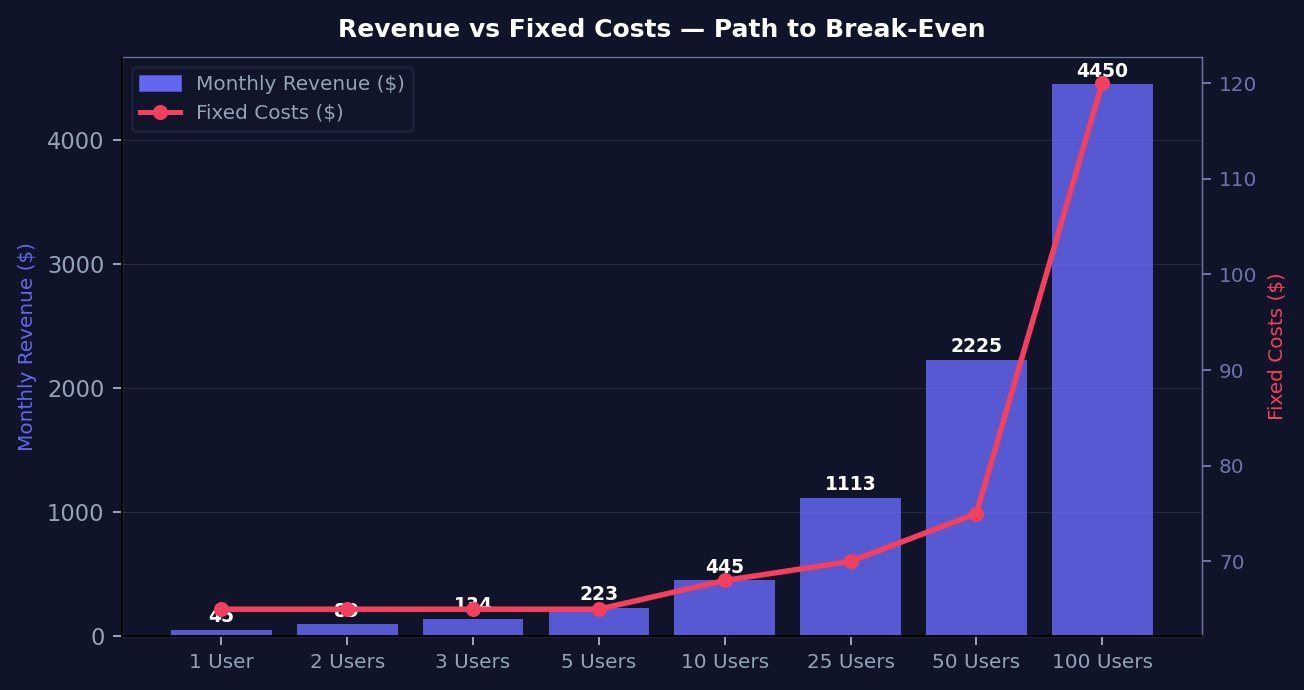 Revenue vs Fixed Costs — Path to Break-Even
Monthly Revenue ($)
Fixed Costs ($)
Monthly Revenue ($)
4000
3000
2000
1000
0
120
110
100
90
80
70
Fixed Costs ($)
45
89
134
223
445
1113
2225
4450
1 User
2 Users
3 Users
5 Users
10 Users
25 Users
50 Users
100 Users